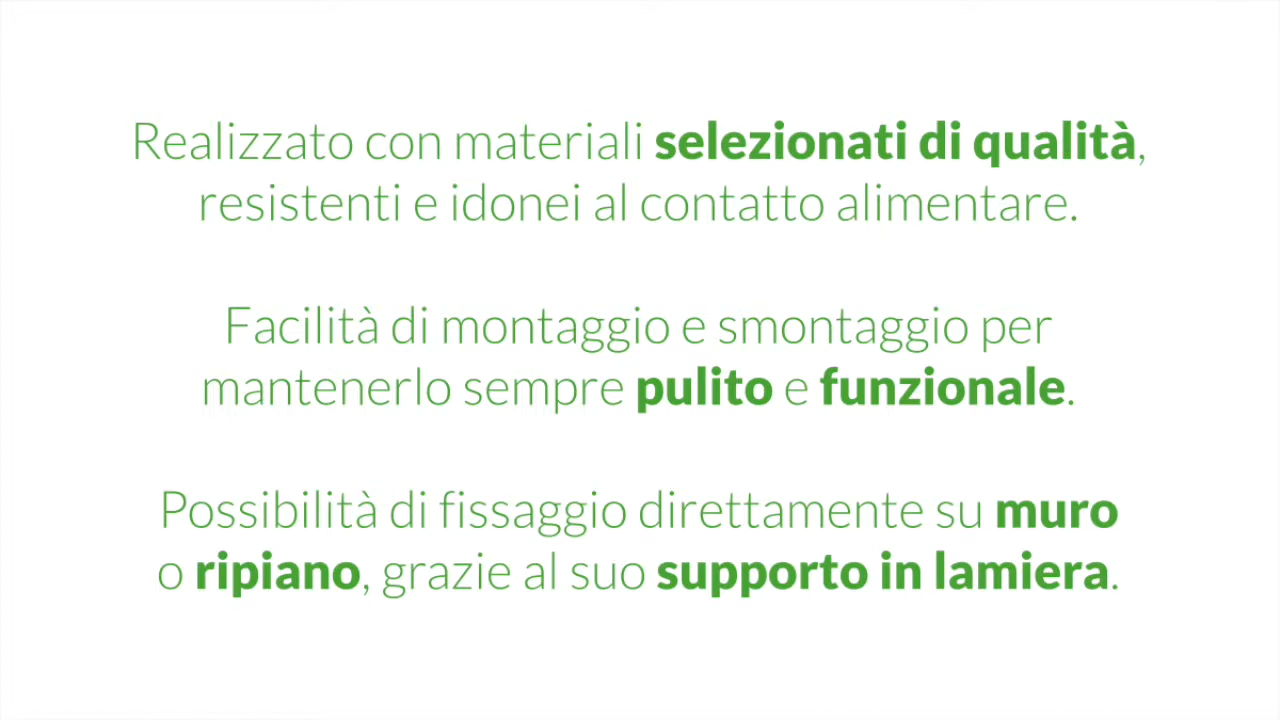 Realizzato con materiali selezionati di qualità,
resistenti e idonei al contatto alimentare.
Facilità di montaggio e smontaggio per
mantenerlo sempre pulito e funzionale.
Possibilità di fissaggio direttamente su muro
o ripiano, grazie al suo supporto in lamiera.